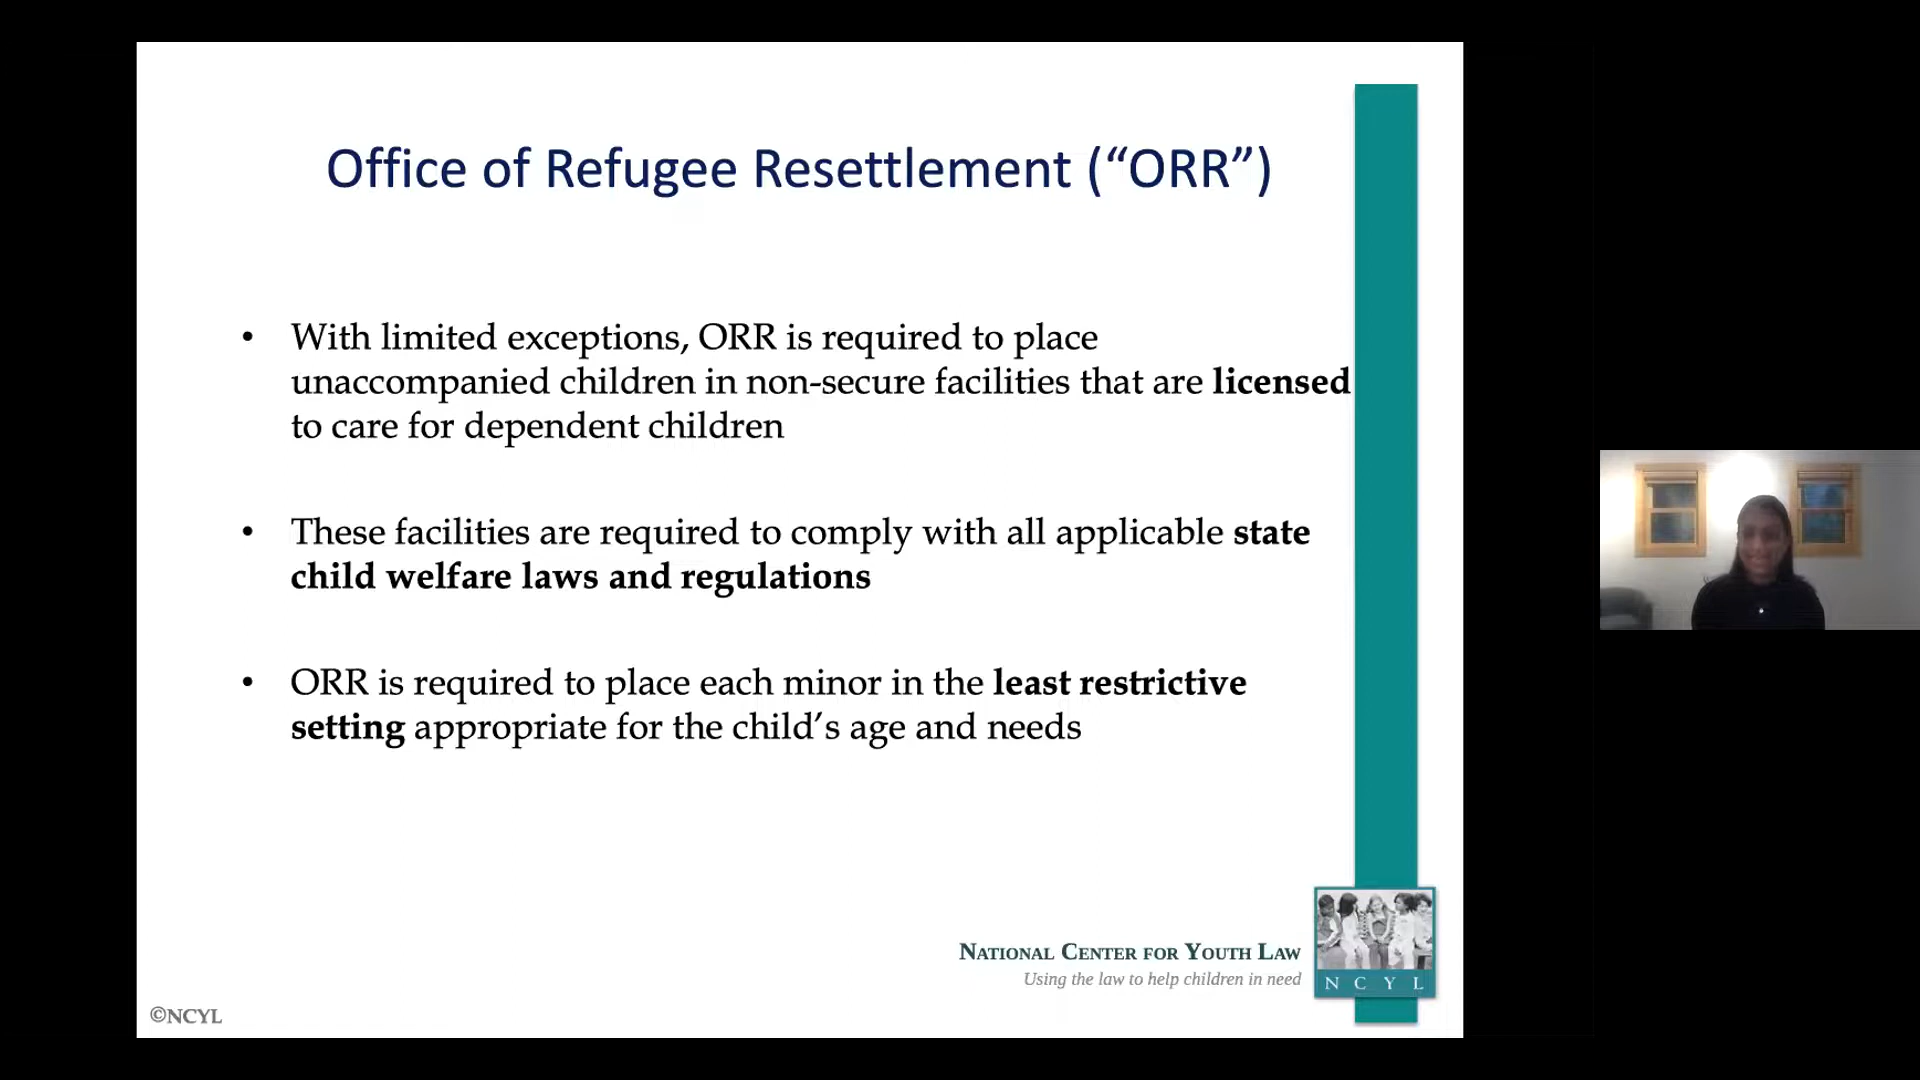 Office of Refugee Resettlement (“ORR”)
• With limited exceptions, ORR is required to place
unaccompanied children in non-secure facilities that are licensed
to care for dependent children
• These facilities are required to comply with all applicable state
child welfare laws and regulations
• ORR is required to place each minor in the least restrictive
setting appropriate for the child’s age and needs
National Center for Youth Law
Using the law to help children in need
N C Y L
©NCYL